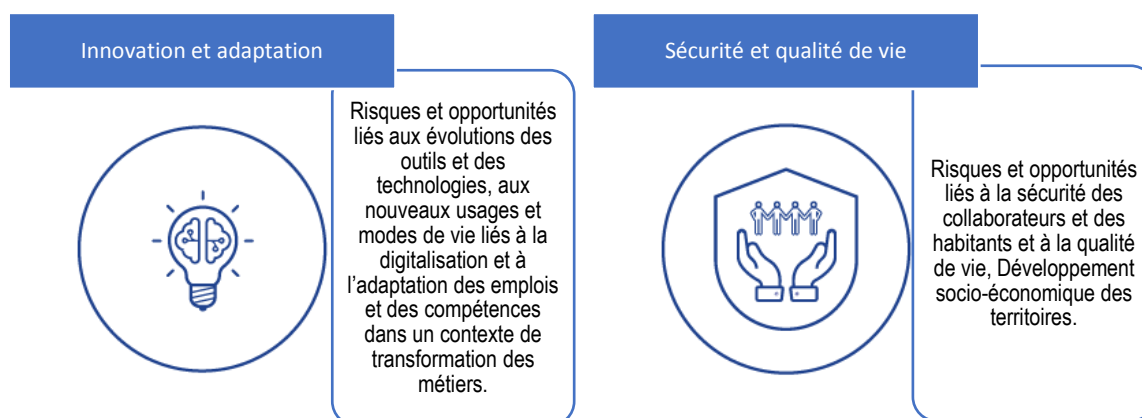 Innovation et adaptation
Risques et opportunités
liés aux évolutions des
outils et des
technologies, aux
nouveaux usages et
modes de vie liés à la
digitalisation et à
l’adaptation des emplois
et des compétences
dans un contexte de
transformation des
métiers.
Sécurité et qualité de vie
Risques et opportunités
liés à la sécurité des
collaborateurs et des
habitants et à la qualité
de vie, Développement
socio-économique des
territoires.